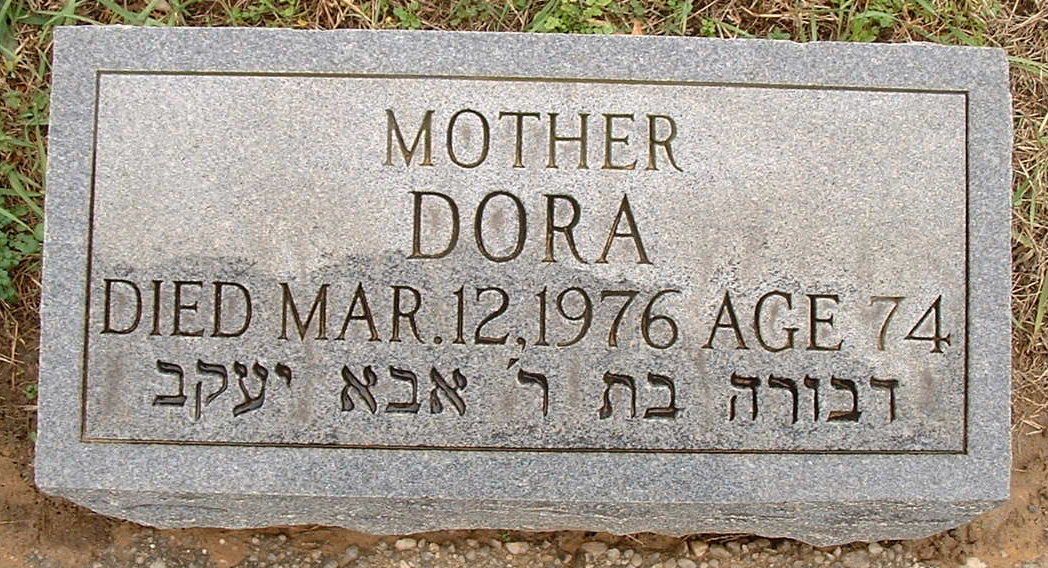 MOTHER
DORA
DIED MAR. 12, 1976 AGE 74
דבורה בת ר׳ אבא יעקב